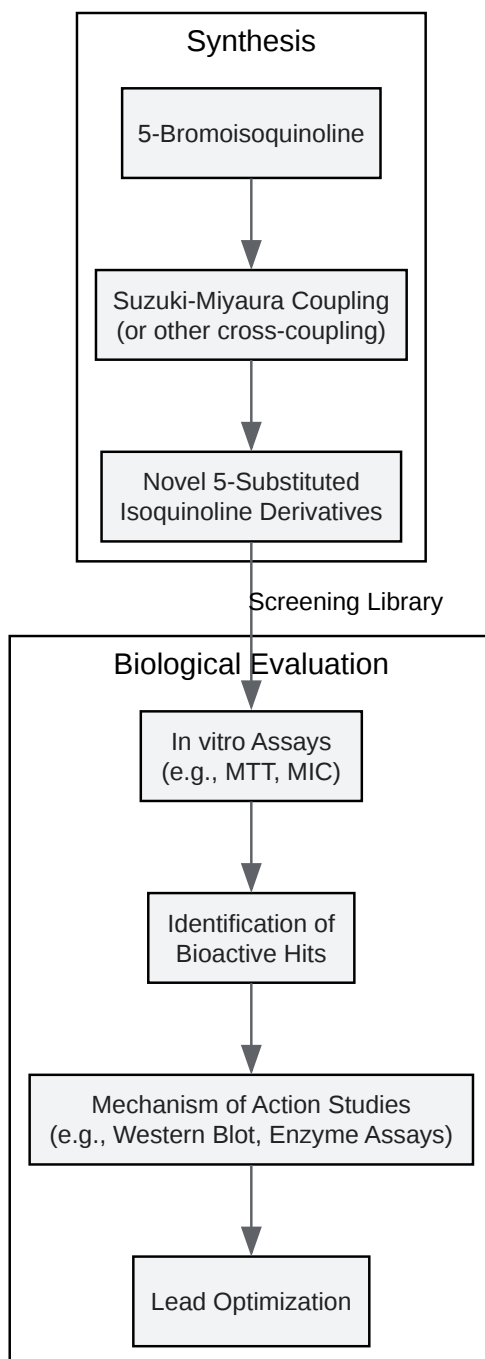 Synthesis
5-Bromoisoquinoline
Suzuki-Miyaura Coupling
(or other cross-coupling)
Novel 5-Substituted
Isoquinoline Derivatives
Screening Library
Biological Evaluation
In vitro Assays
(e.g., MTT, MIC)
Identification of
Bioactive Hits
Mechanism of Action Studies
(e.g., Western Blot, Enzyme Assays)
Lead Optimization